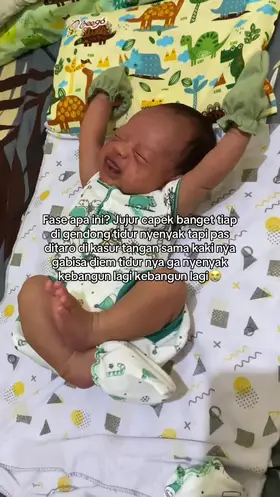 Fase apa ini? Jujur capek banget tiap
di gendong tidur nyenyak tapi pas
ditaro di kasur tangan sama kaki nya
gabisa diem tidur nya ga nyenyak
kebangun lagi kebangun lagi😭